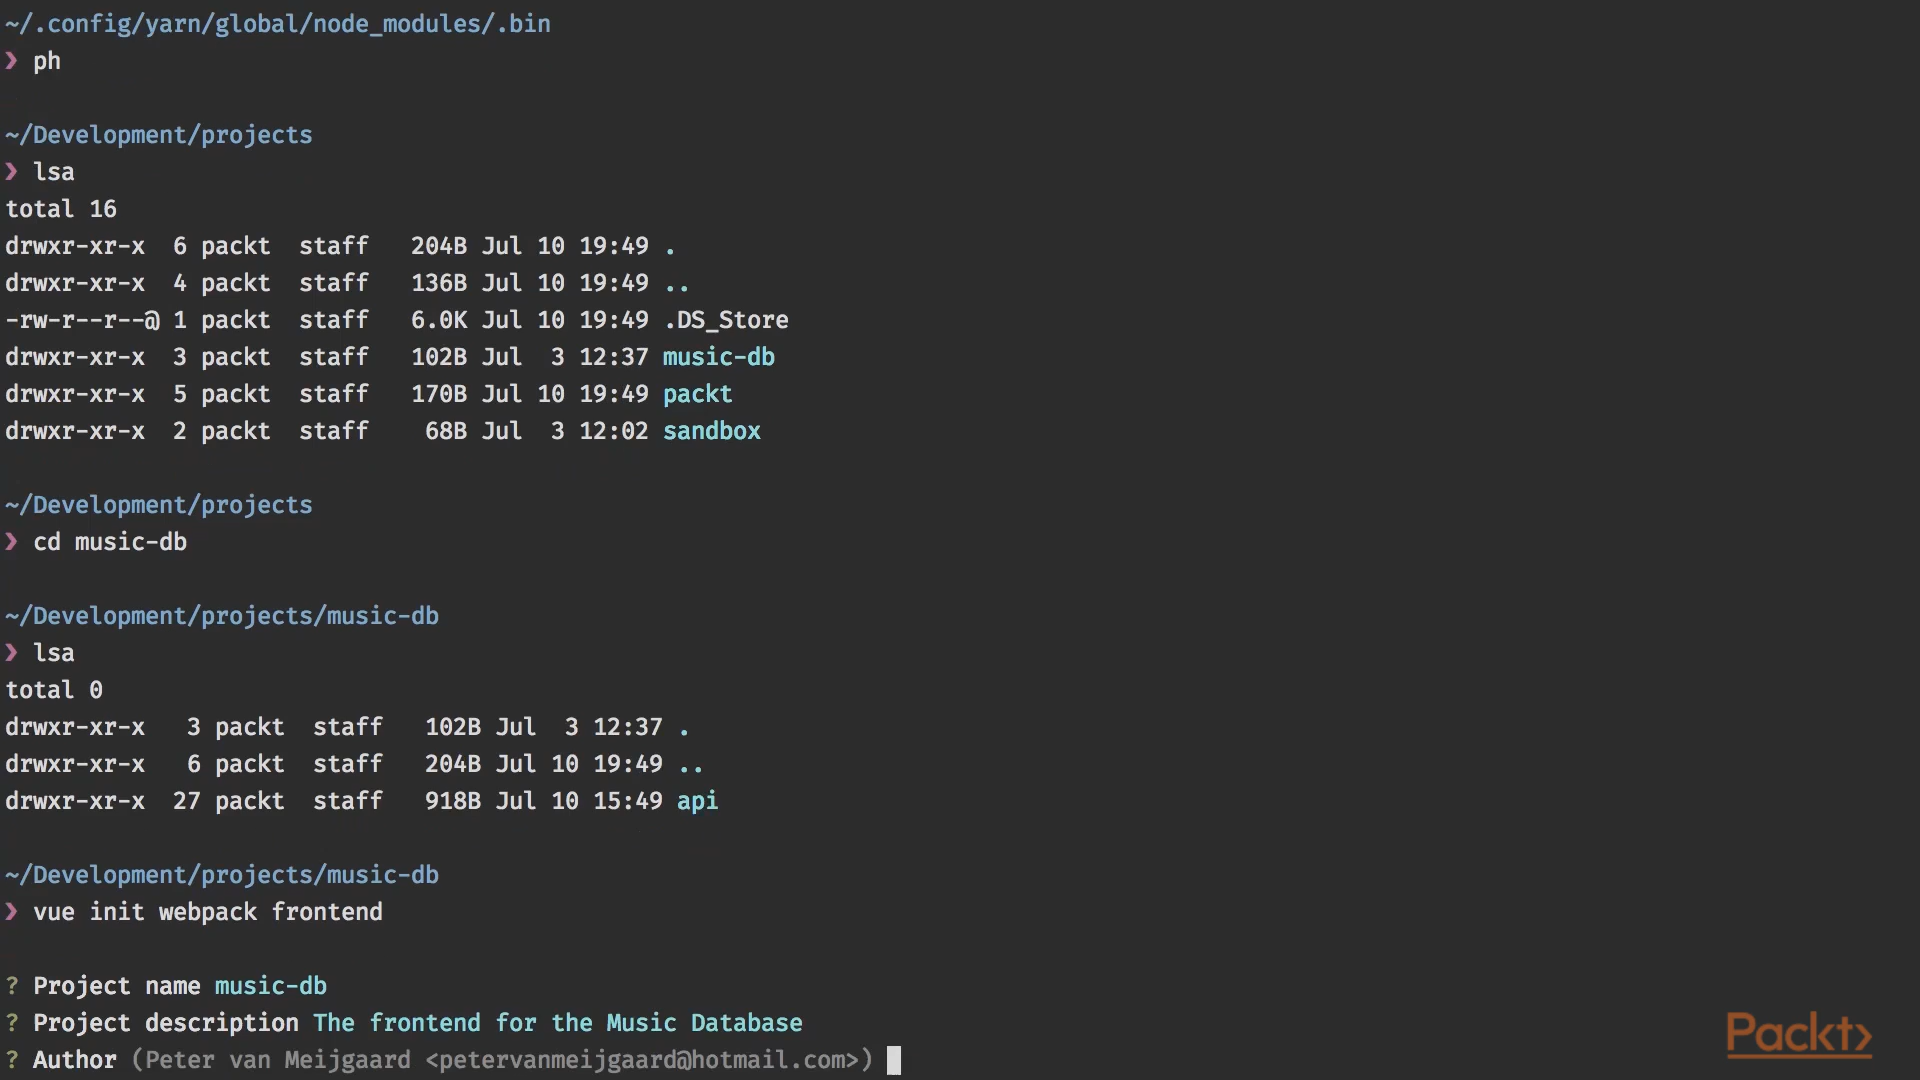 ~/.config/yarn/global/node_modules/.bin
❯ ph
~/Development/projects
❯ lsa
total 16
drwxr-xr-x  6 packt  staff   204B Jul 10 19:49 .
drwxr-xr-x  4 packt  staff   136B Jul 10 19:49 ..
-rw-r--r--@ 1 packt  staff   6.0K Jul 10 19:49 .DS_Store
drwxr-xr-x  3 packt  staff   102B Jul  3 12:37 music-db
drwxr-xr-x  5 packt  staff   170B Jul 10 19:49 packt
drwxr-xr-x  2 packt  staff    68B Jul  3 12:02 sandbox
~/Development/projects
❯ cd music-db
~/Development/projects/music-db
❯ lsa
total 0
drwxr-xr-x   3 packt  staff   102B Jul  3 12:37 .
drwxr-xr-x   6 packt  staff   204B Jul 10 19:49 ..
drwxr-xr-x  27 packt  staff   918B Jul 10 15:49 api
~/Development/projects/music-db
❯ vue init webpack frontend
? Project name music-db
? Project description The frontend for the Music Database
? Author (Peter van Meijgaard <petervanmeijgaard@hotmail.com>)
Packt>